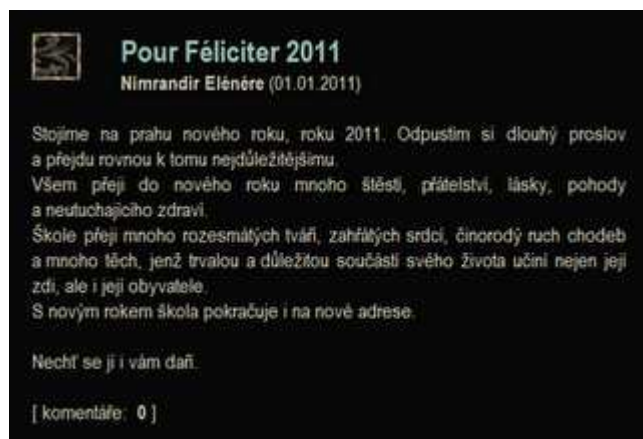 Pour Féliciter 2011
Nimrandir Elénére (01.01.2011)
Stojíme na prahu nového roku, roku 2011. Odpustím si dlouhý proslov
a přejdu rovnou k tomu nejdůležitějšímu.
Všem přeji do nového roku mnoho štěstí, přátelství, lásky, pohody
a neutuchajícího zdraví.
Škole přeji mnoho rozesmátých tváří, zahřátých srdcí, činorodý ruch chodeb
a mnoho těch, jenž trvalou a důležitou součástí svého života učiní nejen její
zdi, ale i její obyvatele.
S novým rokem škola pokračuje i na nové adrese.
Nechť se jí i vám daří.
[ komentáře: 0 ]